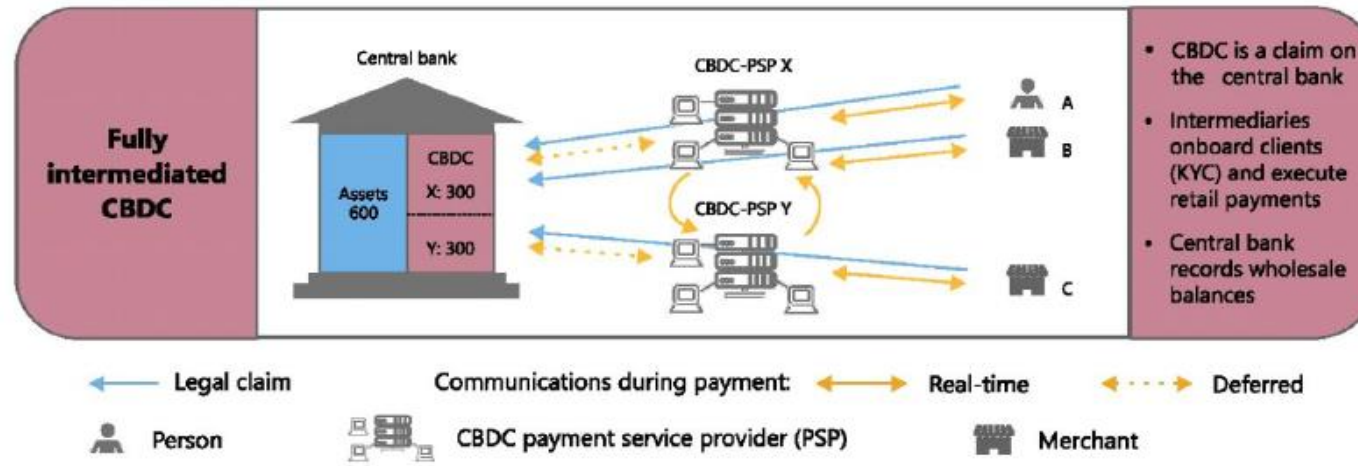 Fully
intermediated
CBDC
Central bank
Assets
600
CBDC
X: 300
Y: 300
CBDC-PSP X
CBDC-PSP Y
A
B
C
• CBDC is a claim on
the central bank
• Intermediaries
onboard clients
(KYC) and execute
retail payments
• Central bank
records wholesale
balances
Legal claim
Communications during payment:
Real-time
Deferred
Person
CBDC payment service provider (PSP)
Merchant